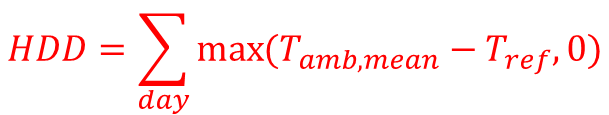 HDD = ∑_{day} max(T_{amb,mean} − T_{ref}, 0)